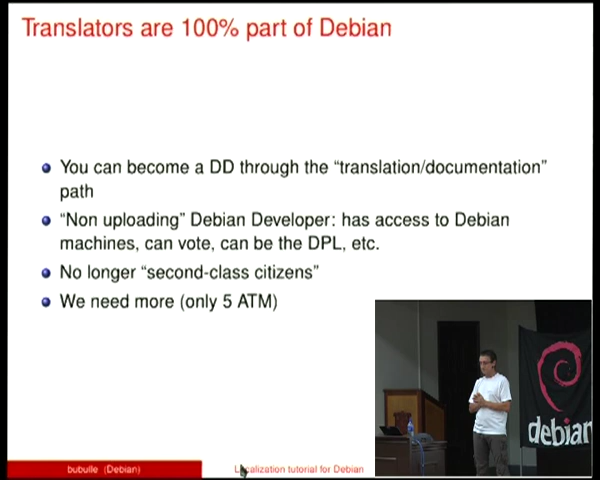 Translators are 100% part of Debian
You can become a DD through the “translation/documentation”
path
“Non uploading” Debian Developer: has access to Debian
machines, can vote, can be the DPL, etc.
No longer “second-class citizens”
We need more (only 5 ATM)
debian
bubulle (Debian)
Localization tutorial for Debian